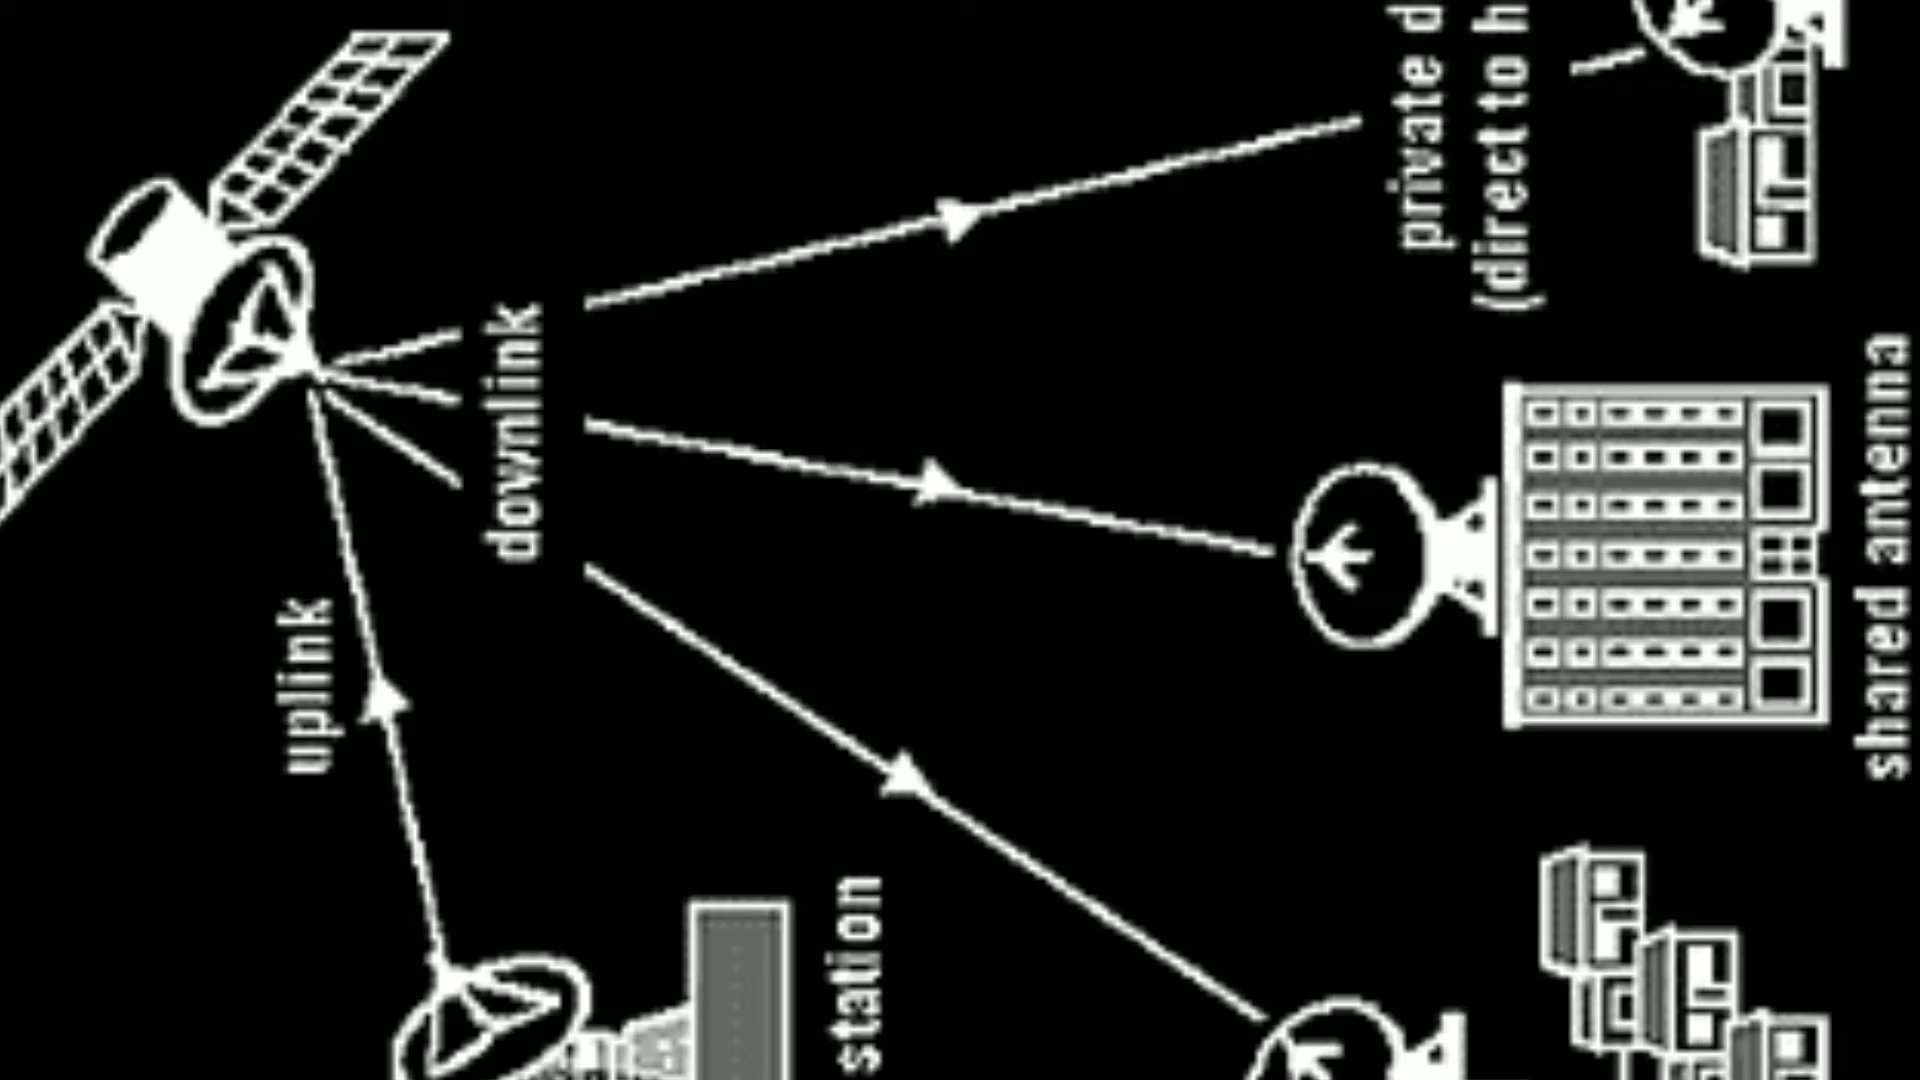 uplink
downlink
station
private d
(direct to h
shared antenna